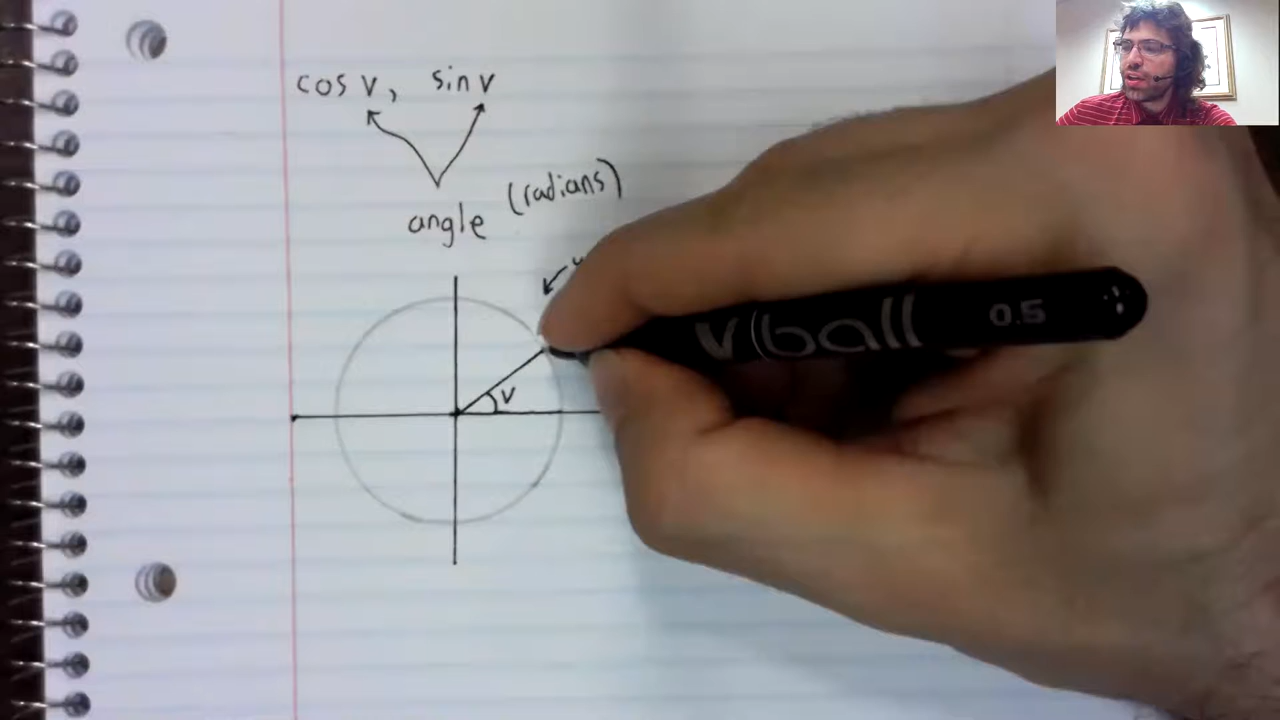 cos v, sin v
(radians)
angle
v
vball 0.5